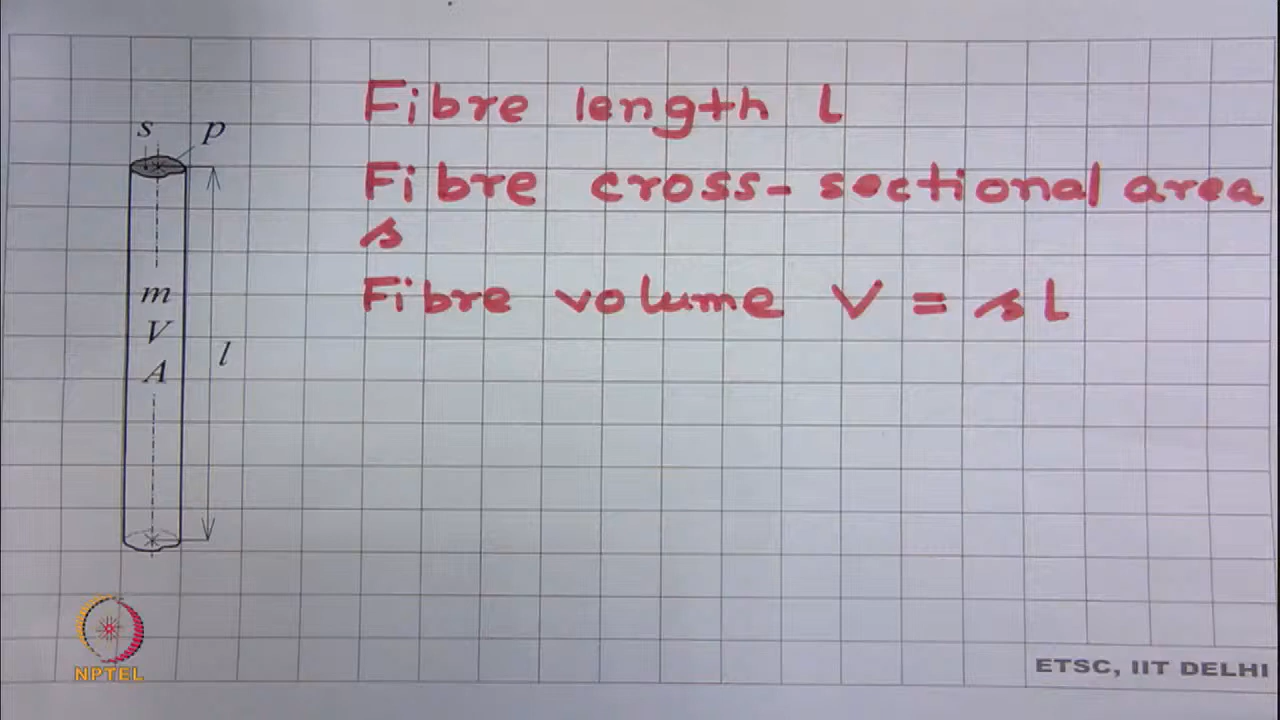 s p
Fibre length l
Fibre cross-sectional area
s
Fibre volume V = sl
m
V
A
l
NPTEL
ETSC, IIT DELHI